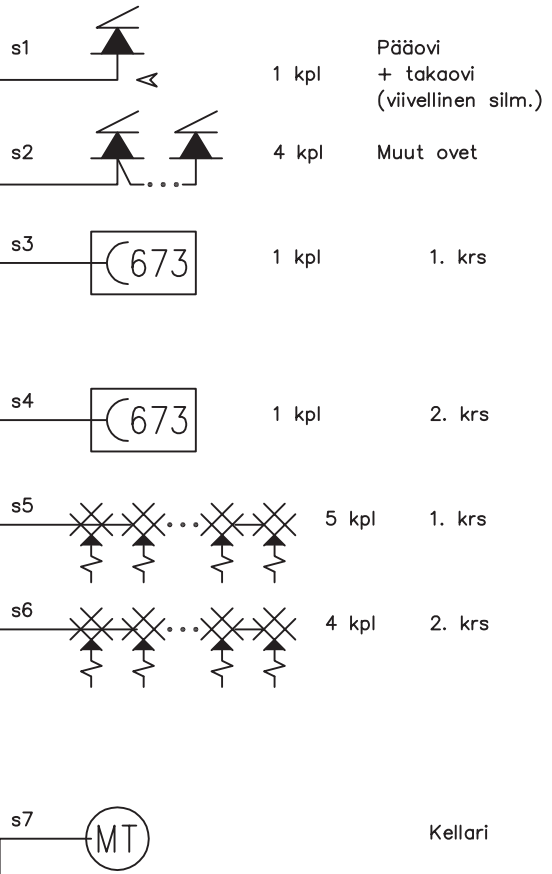 s1
Pääovi
1 kpl + takaovi
(viivellinen silm.)
s2 4 kpl Muut ovet
s3 673 1 kpl 1. krs
s4 673 1 kpl 2. krs
s5 5 kpl 1. krs
s6 4 kpl 2. krs
s7 MT Kellari